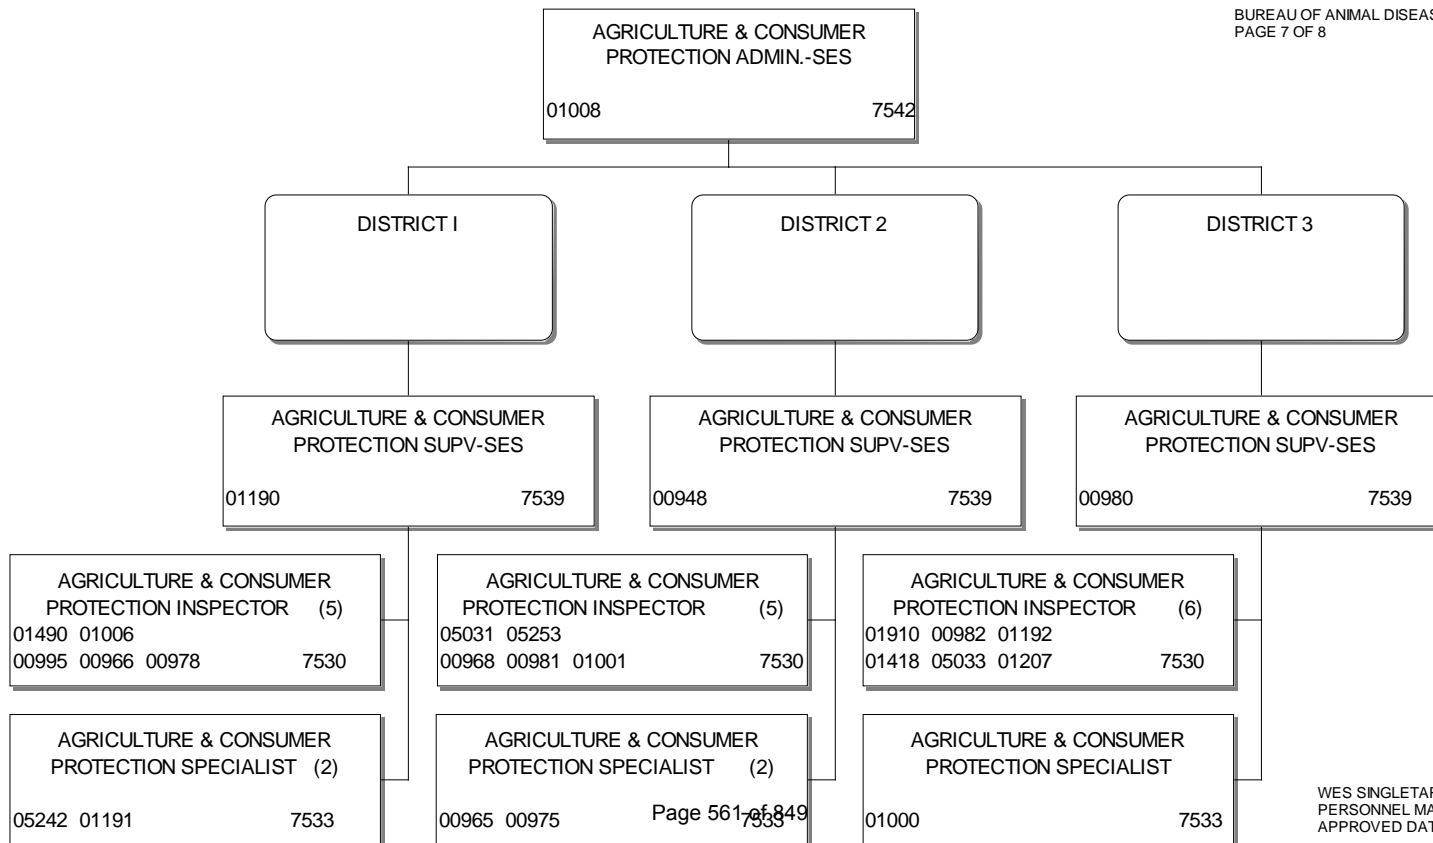 BUREAU OF ANIMAL DISEAS
PAGE 7 OF 8
AGRICULTURE & CONSUMER
PROTECTION ADMIN.-SES
01008 7542
DISTRICT I
DISTRICT 2
DISTRICT 3
AGRICULTURE & CONSUMER
PROTECTION SUPV-SES
01190 7539
AGRICULTURE & CONSUMER
PROTECTION SUPV-SES
00948 7539
AGRICULTURE & CONSUMER
PROTECTION SUPV-SES
00980 7539
AGRICULTURE & CONSUMER
PROTECTION INSPECTOR (5)
01490 01006
00995 00966 00978 7530
AGRICULTURE & CONSUMER
PROTECTION INSPECTOR (5)
05031 05253
00968 00981 01001 7530
AGRICULTURE & CONSUMER
PROTECTION INSPECTOR (6)
01910 00982 01192
01418 05033 01207 7530
AGRICULTURE & CONSUMER
PROTECTION SPECIALIST (2)
05242 01191 7533
AGRICULTURE & CONSUMER
PROTECTION SPECIALIST (2)
00965 00975 7533
AGRICULTURE & CONSUMER
PROTECTION SPECIALIST
01000 7533
Page 561 of 849
WES SINGLETAR
PERSONNEL MA
APPROVED DAT